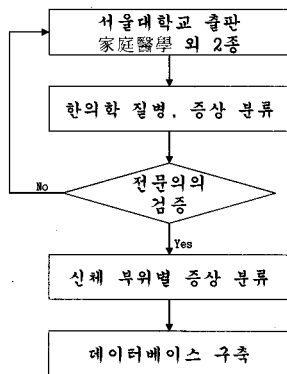 서울대학교 출판
家庭醫學 외 2종
한의학 질병, 증상 분류
전문의의
검증
No
Yes
신체 부위별 증상 분류
데이터베이스 구축